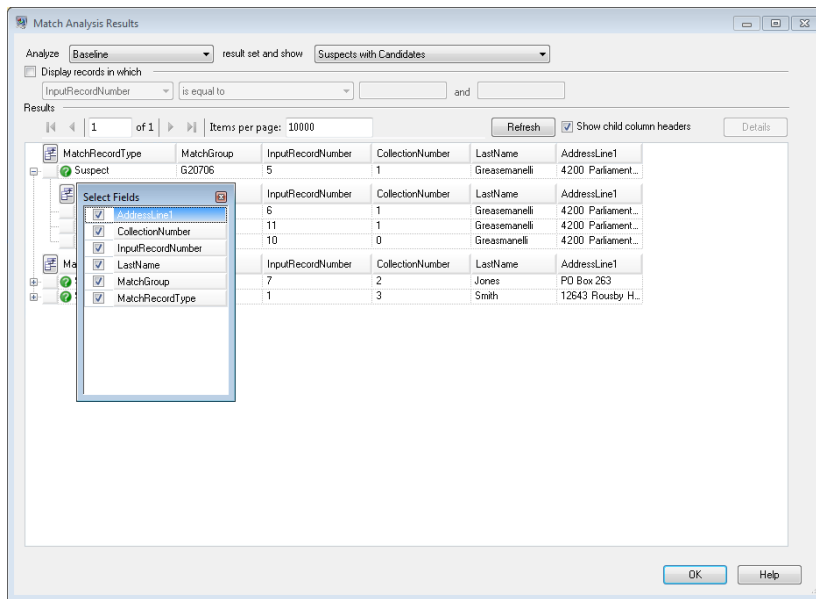 Match Analysis Results
Analyze Baseline result set and show Suspects with Candidates
Display records in which
InputRecordNumber is equal to and
Results
1 of 1 Items per page: 10000 Refresh Show child column headers Details
MatchRecordType MatchGroup InputRecordNumber CollectionNumber LastName AddressLine1
Suspect G20706 5 1 Greasemanelli 4200 Parliament...
InputRecordNumber CollectionNumber LastName AddressLine1
6 1 Greasemanelli 4200 Parliament...
11 1 Greasemanelli 4200 Parliament...
10 0 Greasmanelli 4200 Parliament...
Ma InputRecordNumber CollectionNumber LastName AddressLine1
7 2 Jones PO Box 263
1 3 Smith 12643 Rousby H...
Select Fields
AddressLine1
CollectionNumber
InputRecordNumber
LastName
MatchGroup
MatchRecordType
OK Help